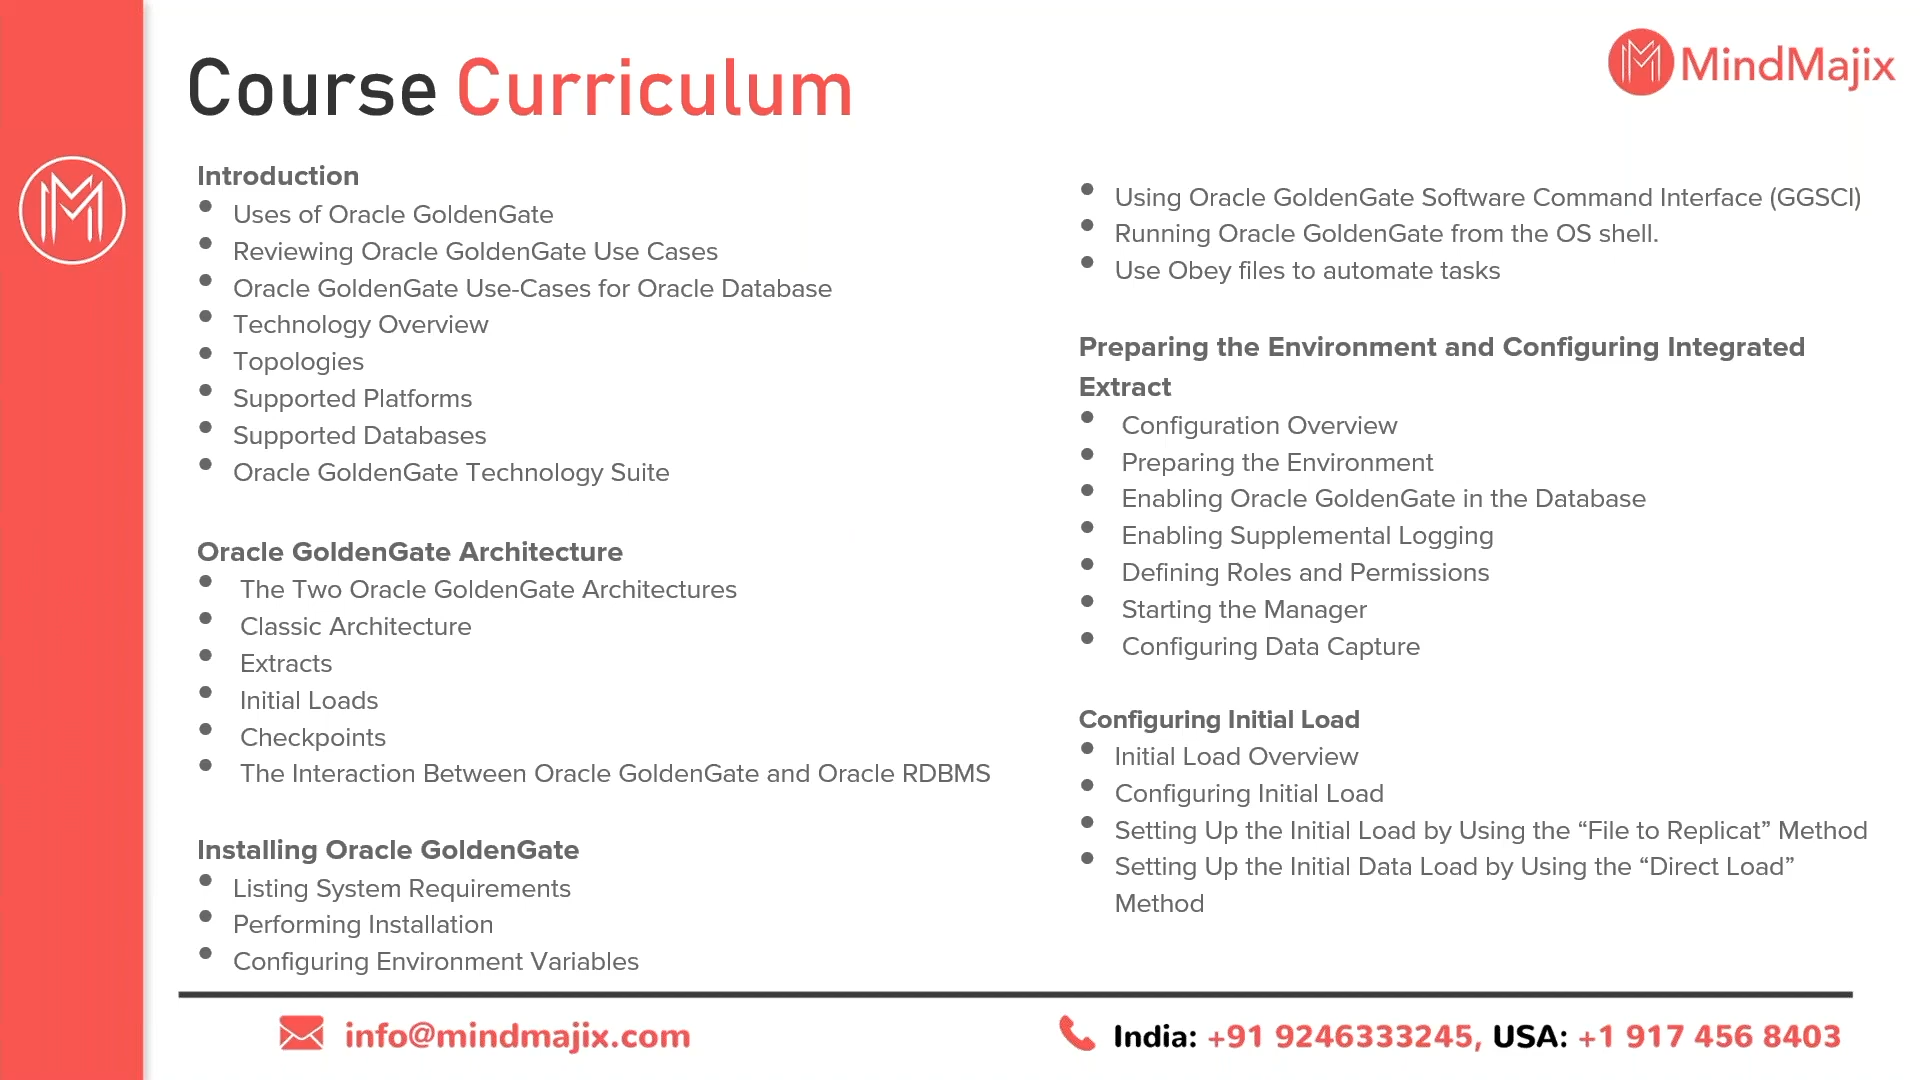 Course Curriculum
MindMajix
Introduction
• Uses of Oracle GoldenGate
• Reviewing Oracle GoldenGate Use Cases
• Oracle GoldenGate Use-Cases for Oracle Database
• Technology Overview
• Topologies
• Supported Platforms
• Supported Databases
• Oracle GoldenGate Technology Suite
Oracle GoldenGate Architecture
• The Two Oracle GoldenGate Architectures
• Classic Architecture
• Extracts
• Initial Loads
• Checkpoints
• The Interaction Between Oracle GoldenGate and Oracle RDBMS
Installing Oracle GoldenGate
• Listing System Requirements
• Performing Installation
• Configuring Environment Variables
• Using Oracle GoldenGate Software Command Interface (GGSCI)
• Running Oracle GoldenGate from the OS shell.
• Use Obey files to automate tasks
Preparing the Environment and Configuring Integrated
Extract
• Configuration Overview
• Preparing the Environment
• Enabling Oracle GoldenGate in the Database
• Enabling Supplemental Logging
• Defining Roles and Permissions
• Starting the Manager
• Configuring Data Capture
Configuring Initial Load
• Initial Load Overview
• Configuring Initial Load
• Setting Up the Initial Load by Using the “File to Replicat” Method
• Setting Up the Initial Data Load by Using the “Direct Load”
Method
info@mindmajix.com
India: +91 9246333245, USA: +1 917 456 8403